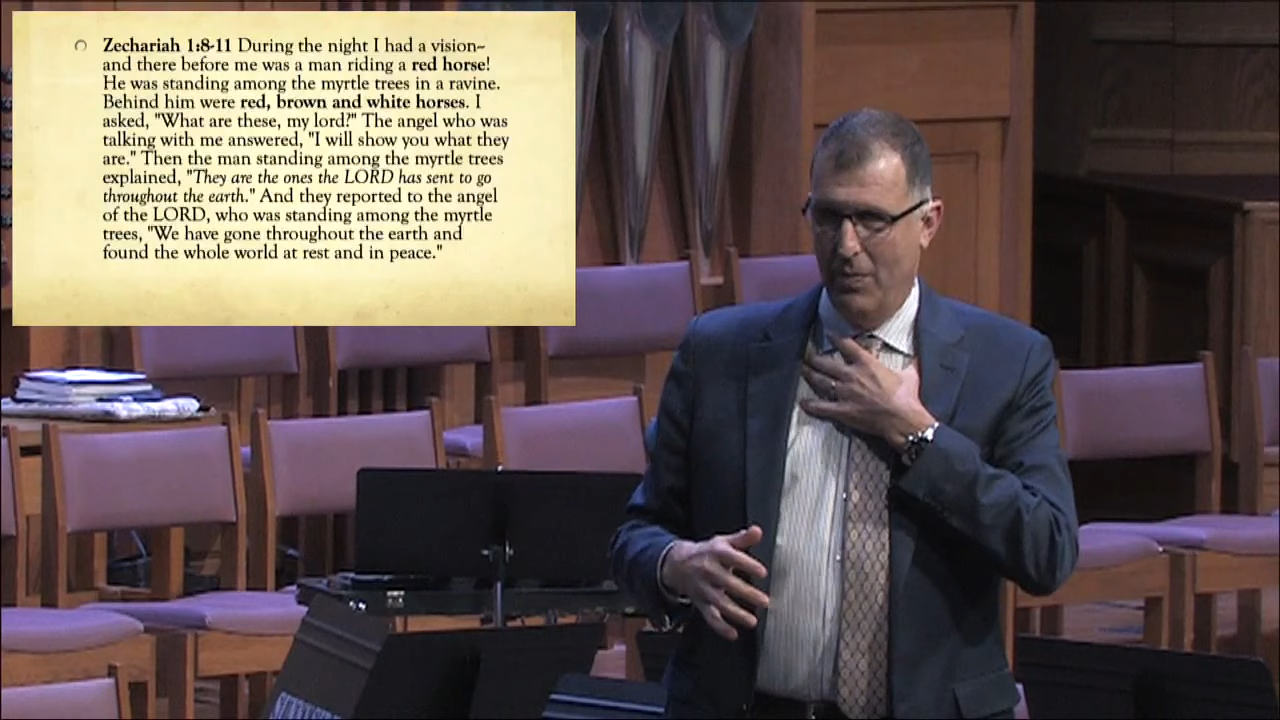 Zechariah 1:8-11 During the night I had a vision--
and there before me was a man riding a red horse!
He was standing among the myrtle trees in a ravine.
Behind him were red, brown and white horses. I
asked, "What are these, my lord?" The angel who was
talking with me answered, "I will show you what they
are." Then the man standing among the myrtle trees
explained, "They are the ones the LORD has sent to go
throughout the earth." And they reported to the angel
of the LORD, who was standing among the myrtle
trees, "We have gone throughout the earth and
found the whole world at rest and in peace."